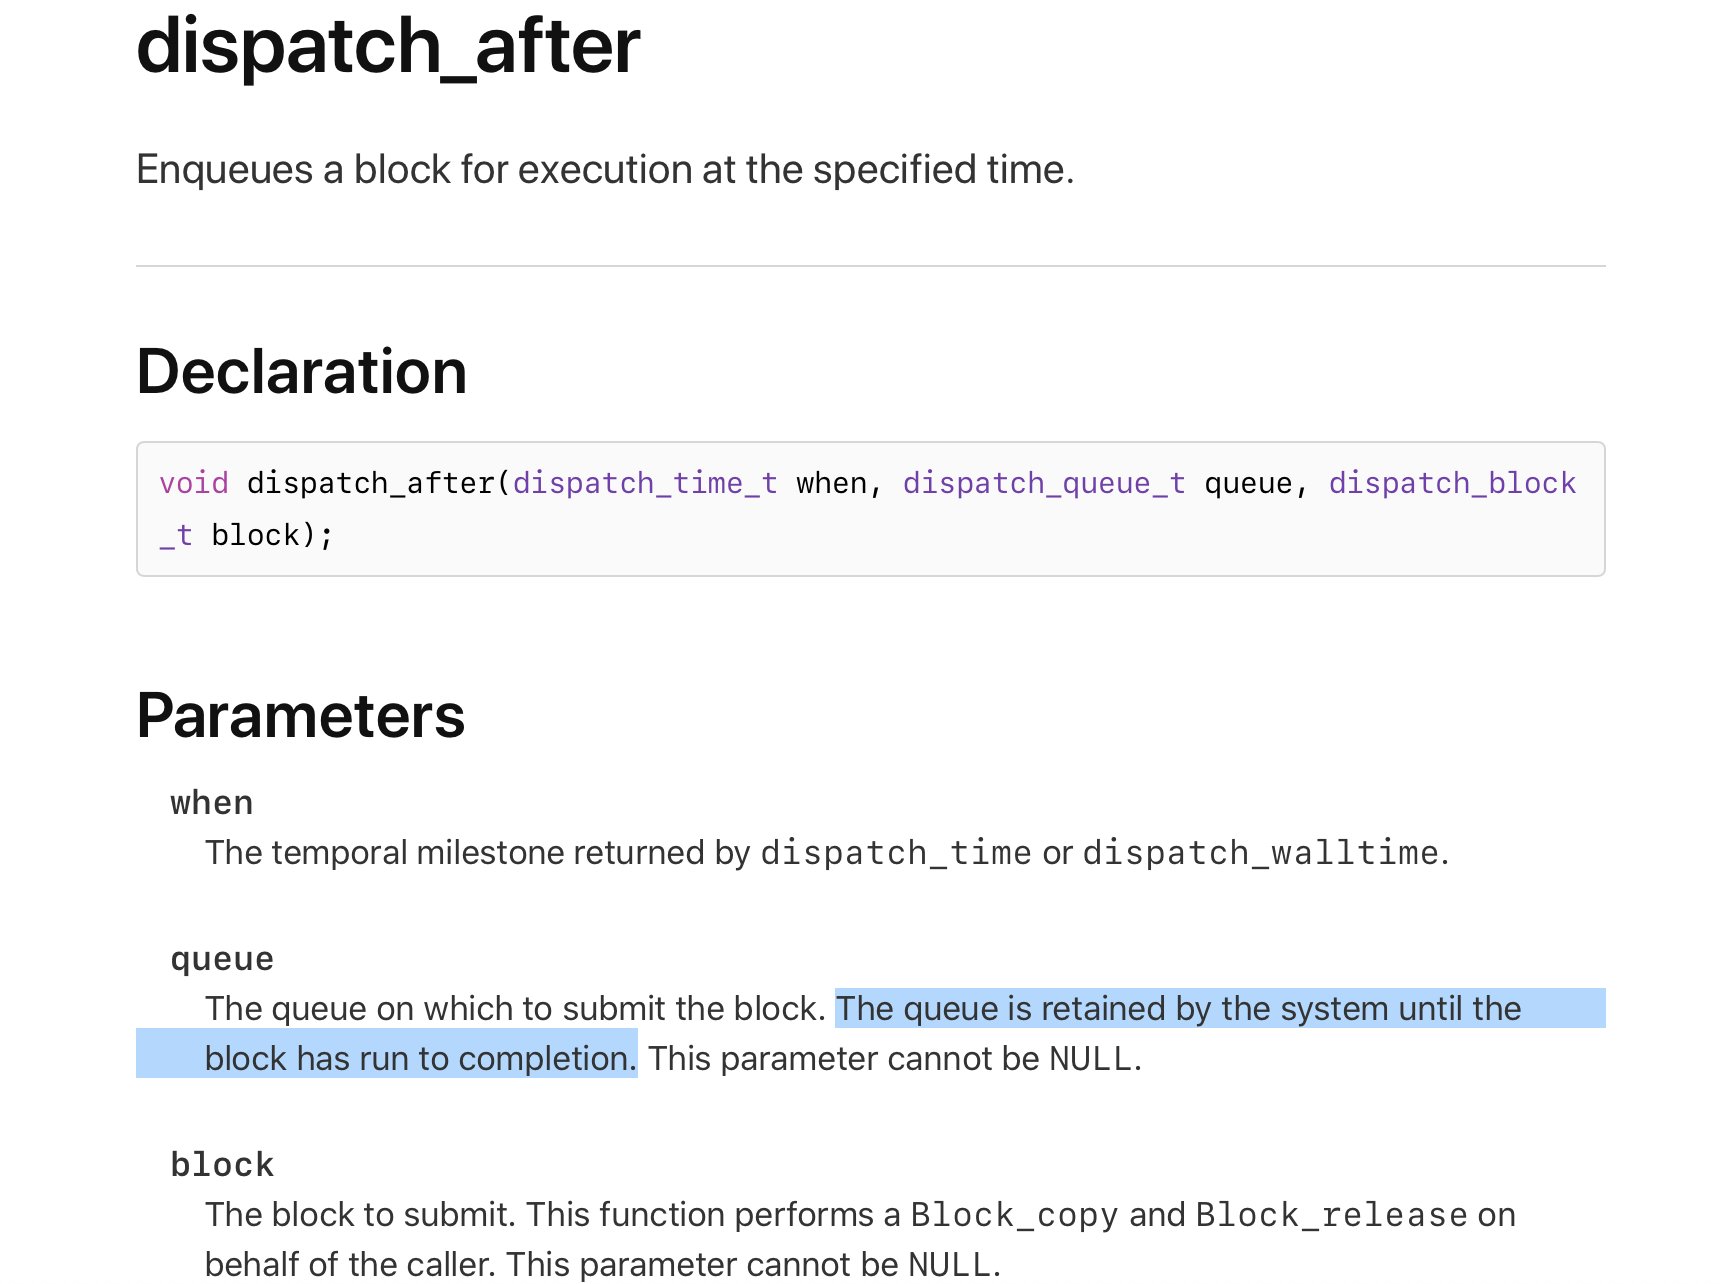 dispatch_after
Enqueues a block for execution at the specified time.
Declaration
void dispatch_after(dispatch_time_t when, dispatch_queue_t queue, dispatch_block
_t block);
Parameters
when
The temporal milestone returned by dispatch_time or dispatch_walltime.
queue
The queue on which to submit the block. The queue is retained by the system until the
block has run to completion. This parameter cannot be NULL.
block
The block to submit. This function performs a Block_copy and Block_release on
behalf of the caller. This parameter cannot be NULL.